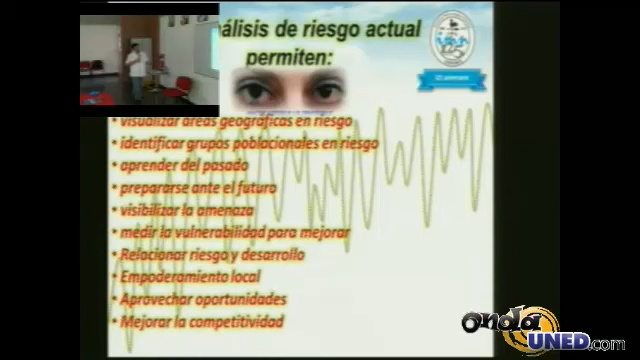 nálisis de riesgo actual
permiten:
• visualizar áreas geográficas en riesgo
• identificar grupos poblacionales en riesgo
• aprender del pasado
• prepararse ante el futuro
• visibilizar la amenaza
• medir la vulnerabilidad para mejorar
• Relacionar riesgo y desarrollo
• Empoderamiento local
• Aprovechar oportunidades
• Mejorar la competitividad
onda
UNED.com